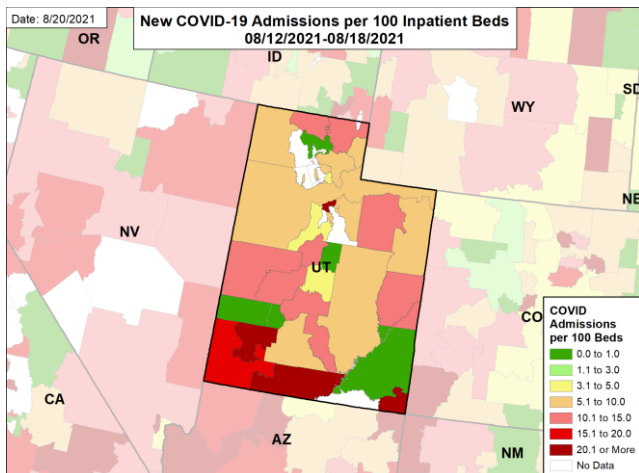 Date: 8/20/2021
New COVID-19 Admissions per 100 Inpatient Beds
08/12/2021-08/18/2021
OR
ID
WY
SD
NE
NV
UT
CO
CA
AZ
NM
COVID
Admissions
per 100 Beds
0.0 to 1.0
1.1 to 3.0
3.1 to 5.0
5.1 to 10.0
10.1 to 15.0
15.1 to 20.0
20.1 or More
No Data